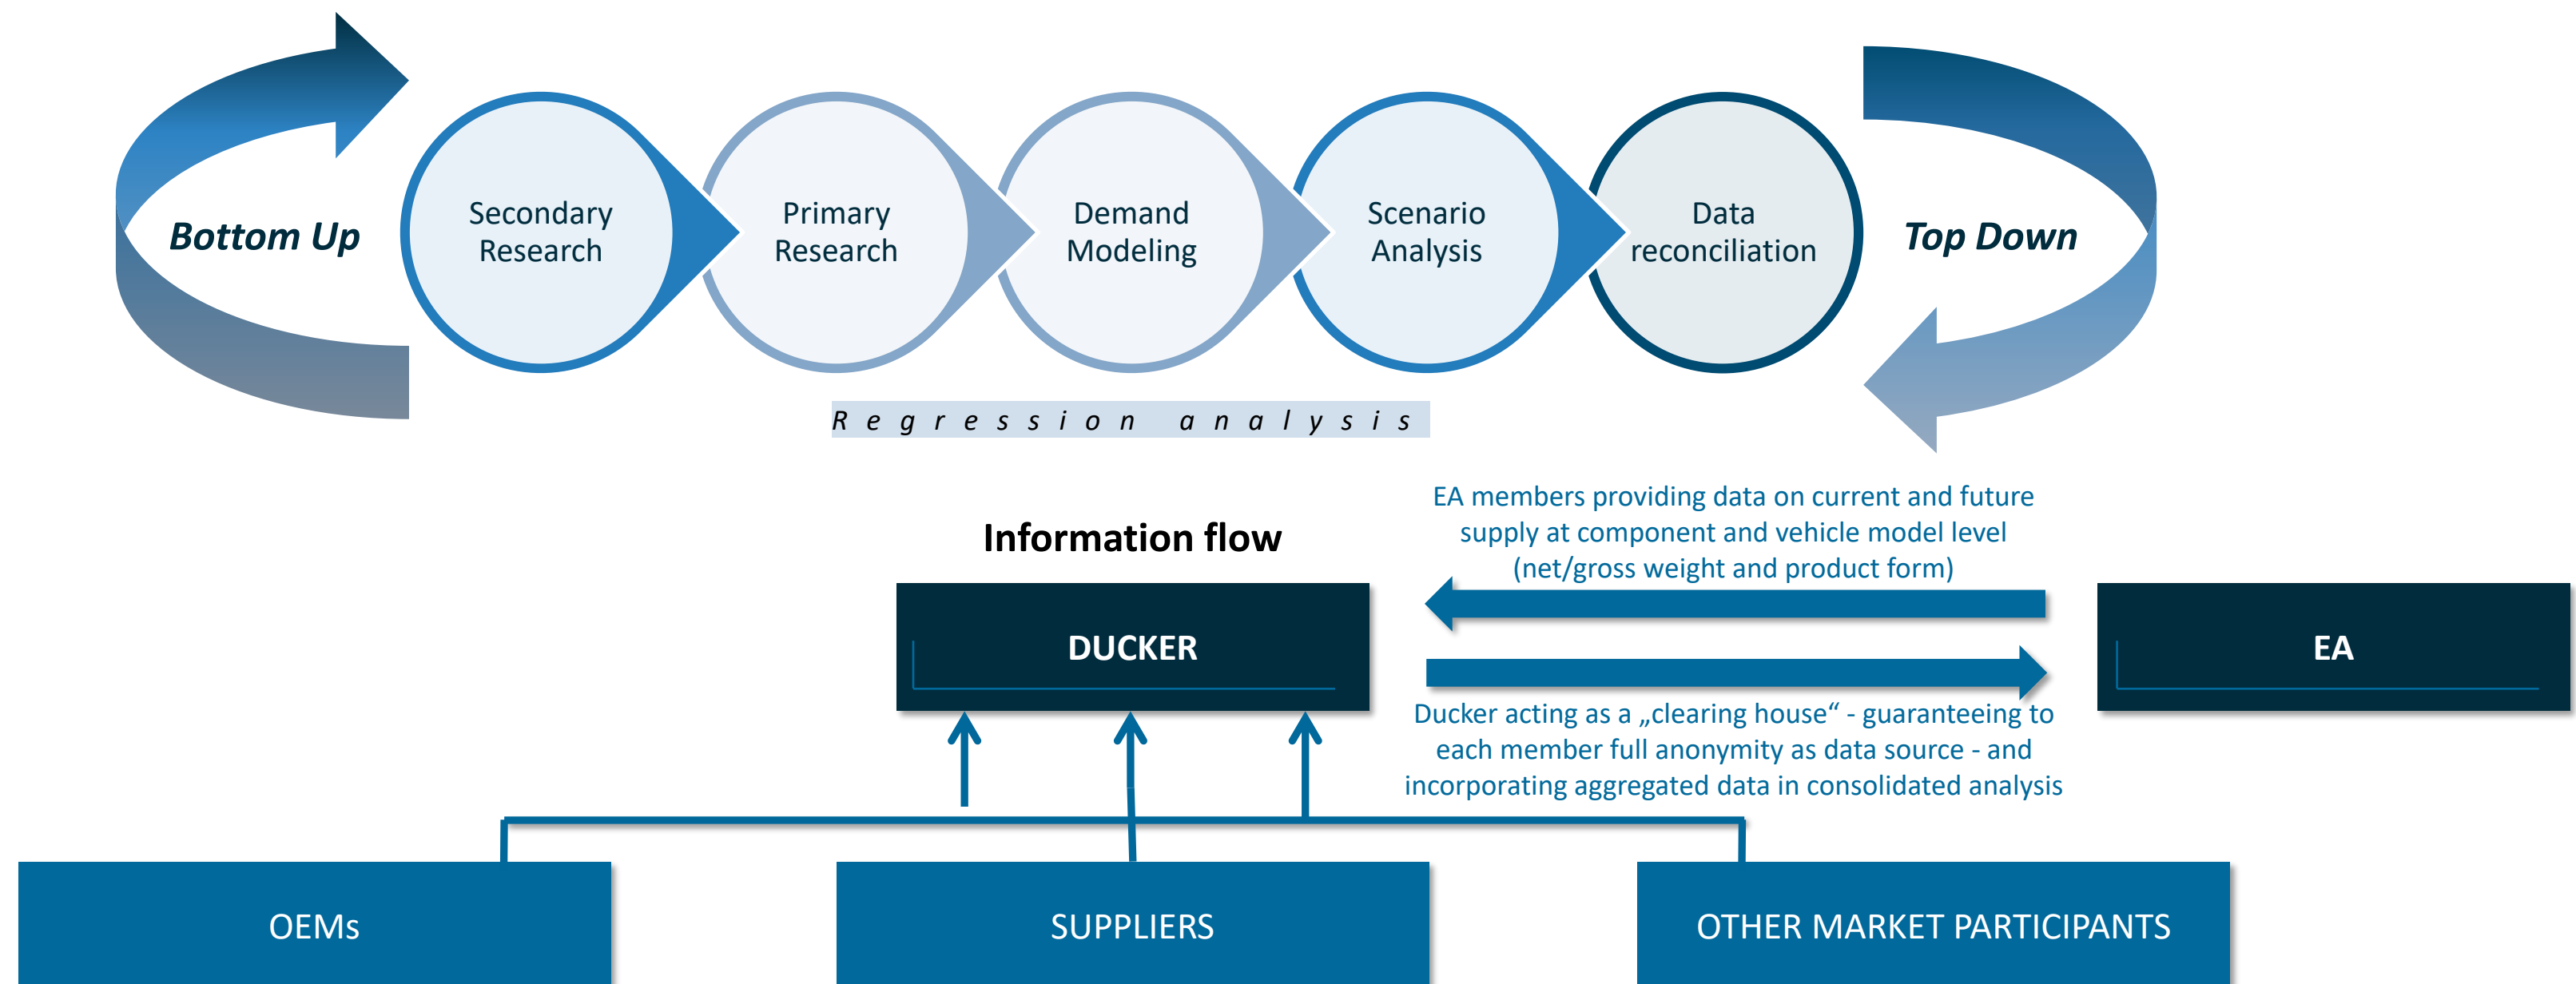 Bottom Up
Secondary
Research
Primary
Research
Demand
Modeling
Scenario
Analysis
Data
reconciliation
Top Down
Regression analysis
Information flow
EA members providing data on current and future
supply at component and vehicle model level
(net/gross weight and product form)
DUCKER
EA
Ducker acting as a „clearing house“ - guaranteeing to
each member full anonymity as data source - and
incorporating aggregated data in consolidated analysis
OEMs
SUPPLIERS
OTHER MARKET PARTICIPANTS